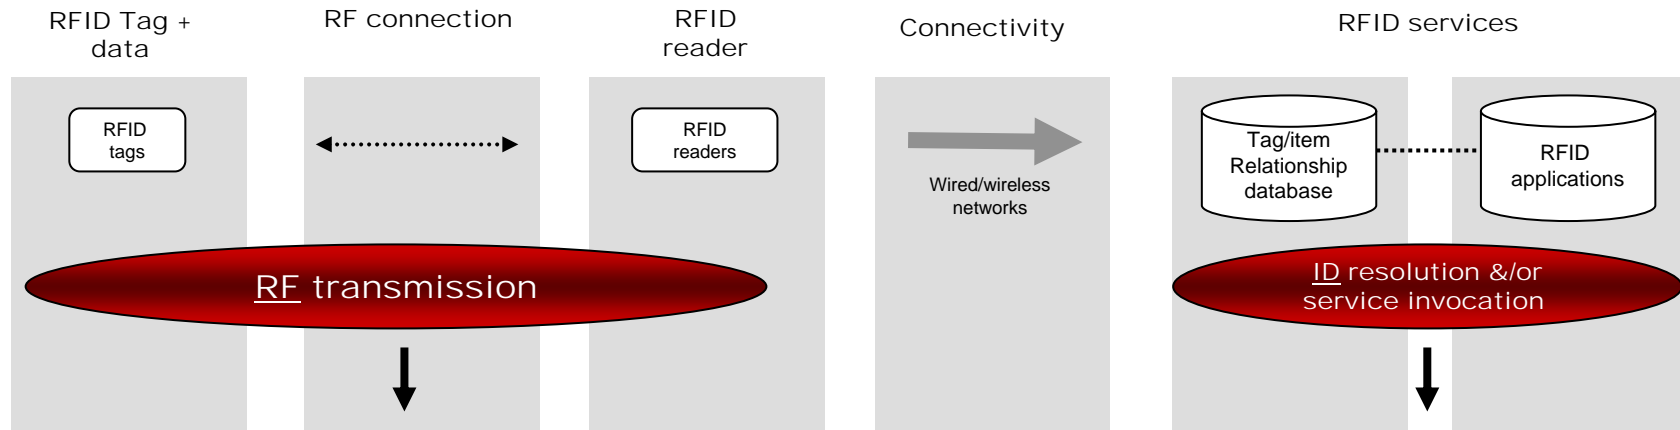 RFID Tag +
data
RF connection
RFID
reader
Connectivity
RFID services
RFID
tags
RFID
readers
Wired/wireless
networks
Tag/item
Relationship
database
RFID
applications
RF transmission
ID resolution &/or
service invocation